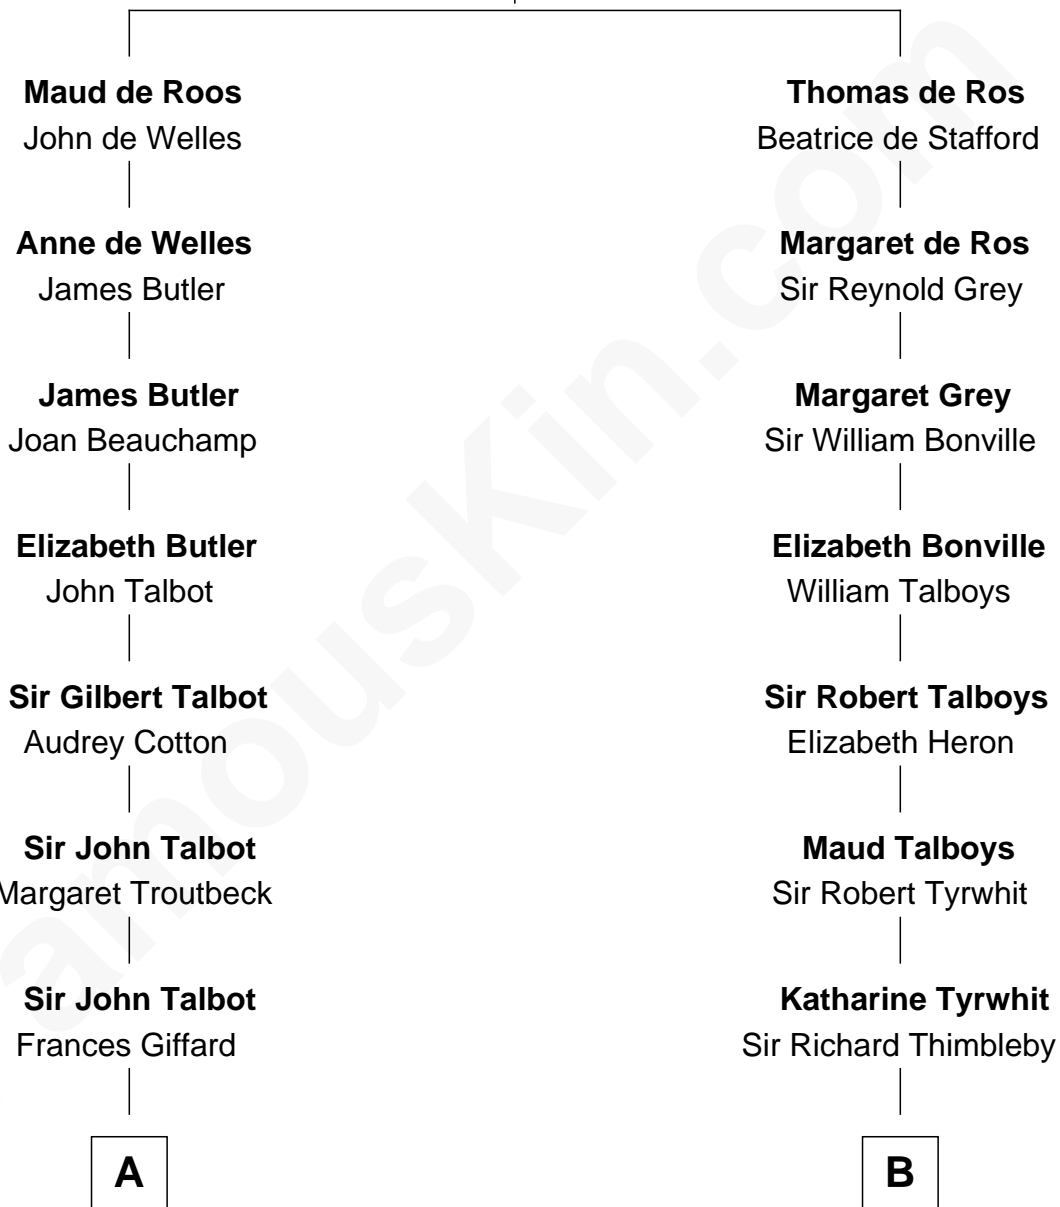 Maud de Roos
John de Welles
Anne de Welles
James Butler
James Butler
Joan Beauchamp
Elizabeth Butler
John Talbot
Sir Gilbert Talbot
Audrey Cotton
Sir John Talbot
Margaret Troutbeck
Sir John Talbot
Frances Giffard
A
Thomas de Ros
Beatrice de Stafford
Margaret de Ros
Sir Reynold Grey
Margaret Grey
Sir William Bonville
Elizabeth Bonville
William Talboys
Sir Robert Talboys
Elizabeth Heron
Maud Talboys
Sir Robert Tyrwhit
Katharine Tyrwhit
Sir Richard Thimbleby
B
amousKin.com